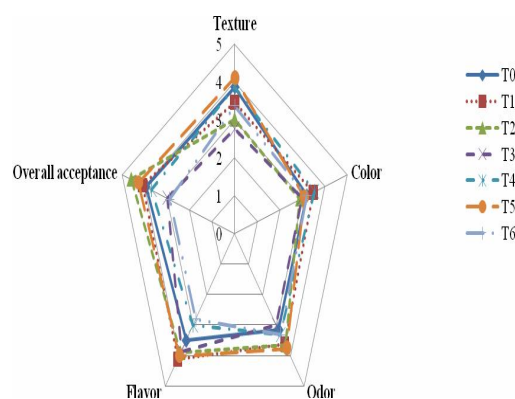 Texture
5
4
3
2
1
0
Color
Odor
Flavor
Overall acceptance
T0
T1
T2
T3
T4
T5
T6